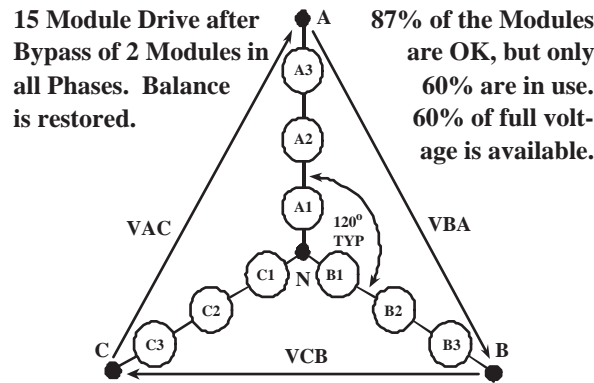 15 Module Drive after
Bypass of 2 Modules in
all Phases. Balance
is restored.
87% of the Modules
are OK, but only
60% are in use.
60% of full volt-
age is available.
A
A3
A2
A1
120°
TYP
VAC
VBA
C1
N
B1
C2
B2
C3
B3
C
VCB
B